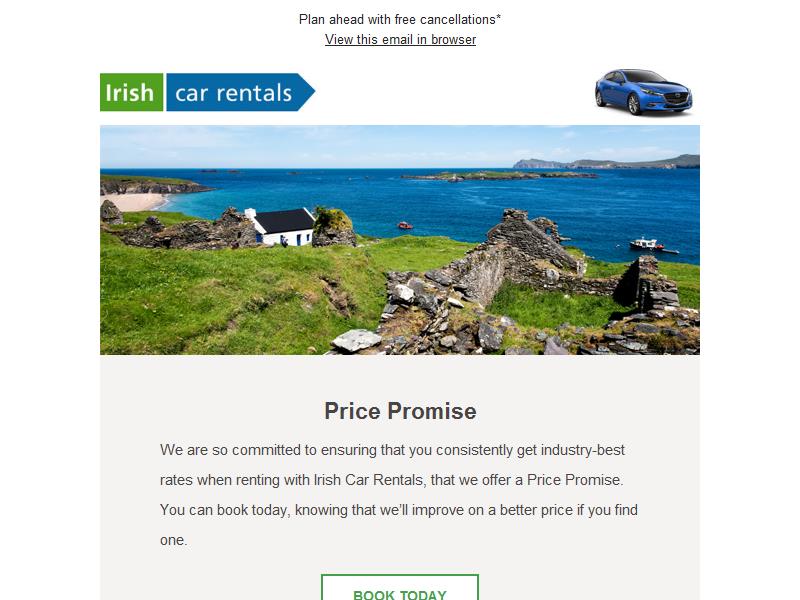 Plan ahead with free cancellations*
View this email in browser
Irish car rentals
Price Promise
We are so committed to ensuring that you consistently get industry-best
rates when renting with Irish Car Rentals, that we offer a Price Promise.
You can book today, knowing that we’ll improve on a better price if you find
one.
BOOK TODAY